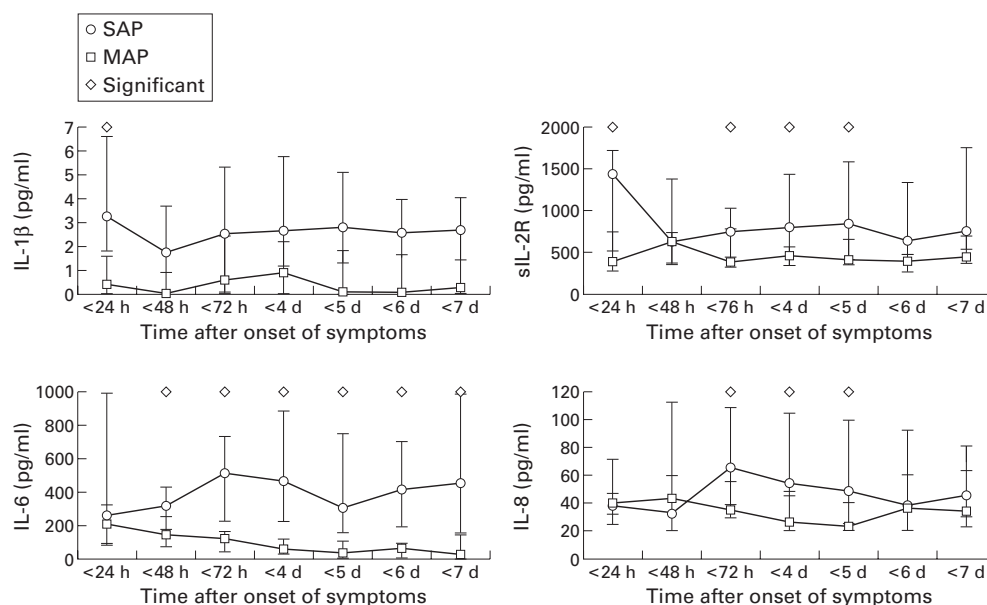 SAP
MAP
Significant
7
6
5
4
3
2
1
0
IL-1β (pg/ml)
<24 h <48 h <72 h <4 d <5 d <6 d <7 d
Time after onset of symptoms
2000
1500
1000
500
0
sIL-2R (pg/ml)
<24 h <48 h <76 h <4 d <5 d <6 d <7 d
Time after onset of symptoms
1000
800
600
400
200
0
IL-6 (pg/ml)
<24 h <48 h <72 h <4 d <5 d <6 d <7 d
Time after onset of symptoms
120
100
80
60
40
20
0
IL-8 (pg/ml)
<24 h <48 h <72 h <4 d <5 d <6 d <7 d
Time after onset of symptoms